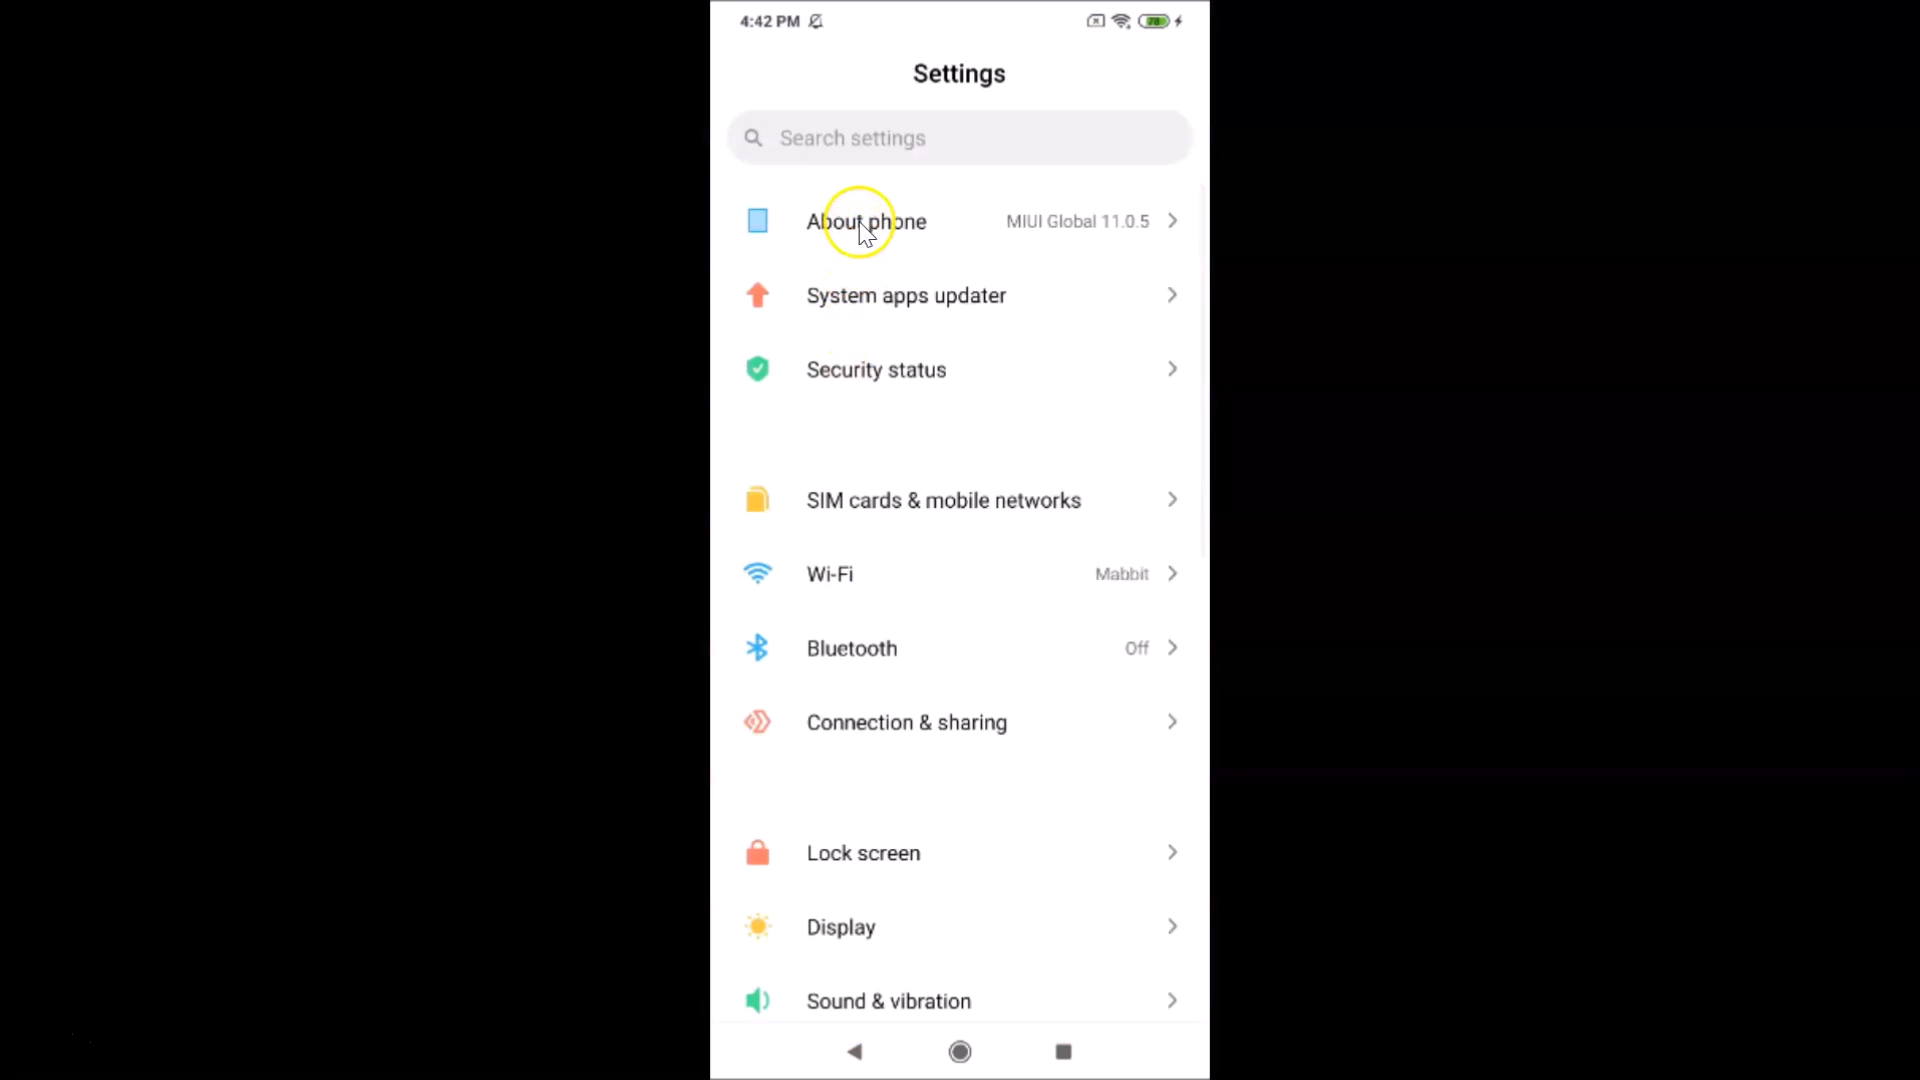 4:42 PM
78
Settings
Search settings
About phone MIUI Global 11.0.5
System apps updater
Security status
SIM cards & mobile networks
Wi-Fi Mabbit
Bluetooth Off
Connection & sharing
Lock screen
Display
Sound & vibration